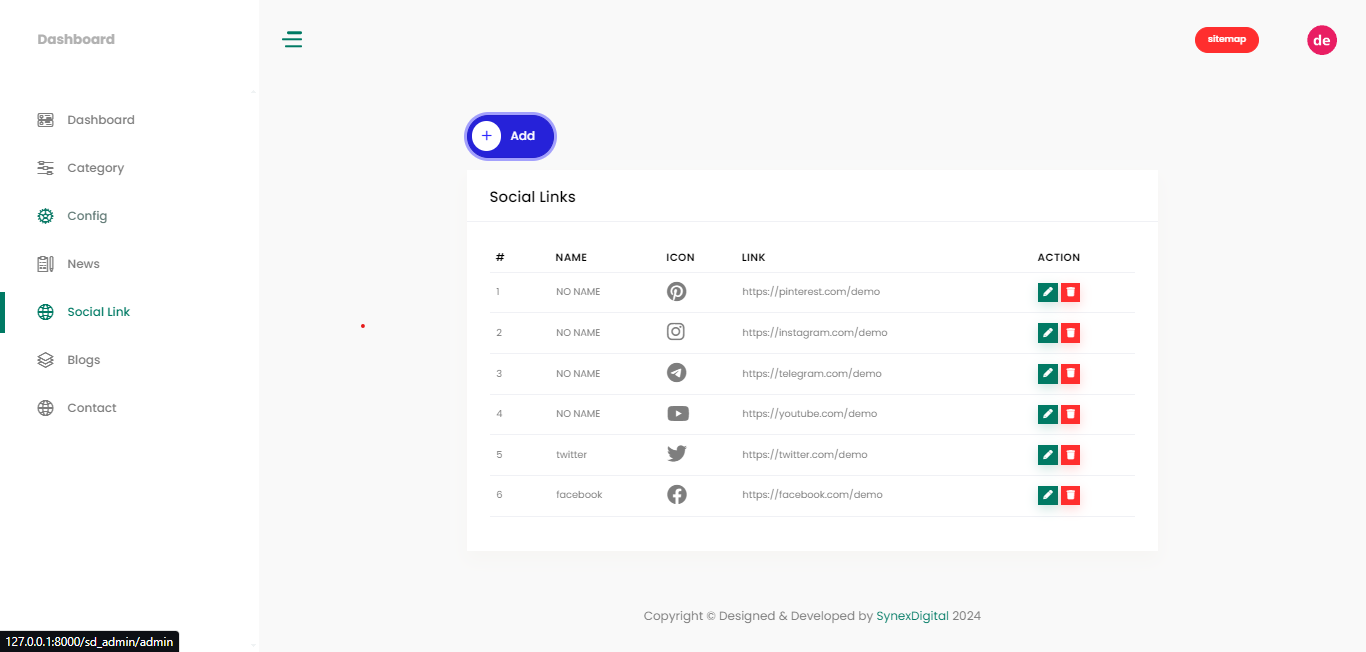 Dashboard
sitemap
de
Dashboard
Category
Config
News
Social Link
Blogs
Contact
+ Add
Social Links
# NAME ICON LINK ACTION
1 NO NAME https://pinterest.com/demo
2 NO NAME https://instagram.com/demo
3 NO NAME https://telegram.com/demo
4 NO NAME https://youtube.com/demo
5 twitter https://twitter.com/demo
6 facebook https://facebook.com/demo
Copyright © Designed & Developed by SynexDigital 2024
127.0.0.1:8000/sd_admin/admin